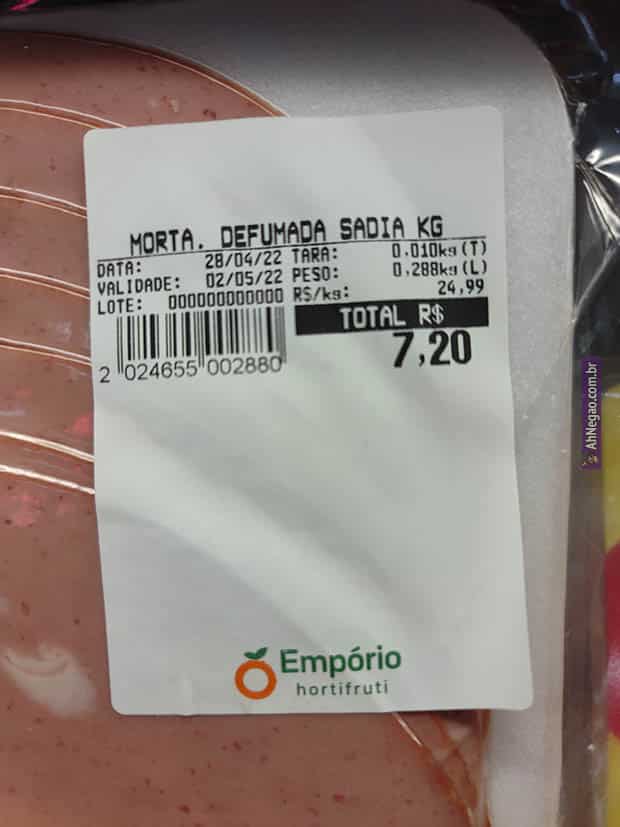 MORTA. DEFUMADA SADIA KG
DATA: 28/04/22 TARA: 0.010kg (T)
VALIDADE: 02/05/22 PESO: 0,288kg (L)
LOTE: 000000000000 R$/kg: 24,99
TOTAL R$
7,20
2 024655 002880
Empório
hortifruti
AhNegao.com.br